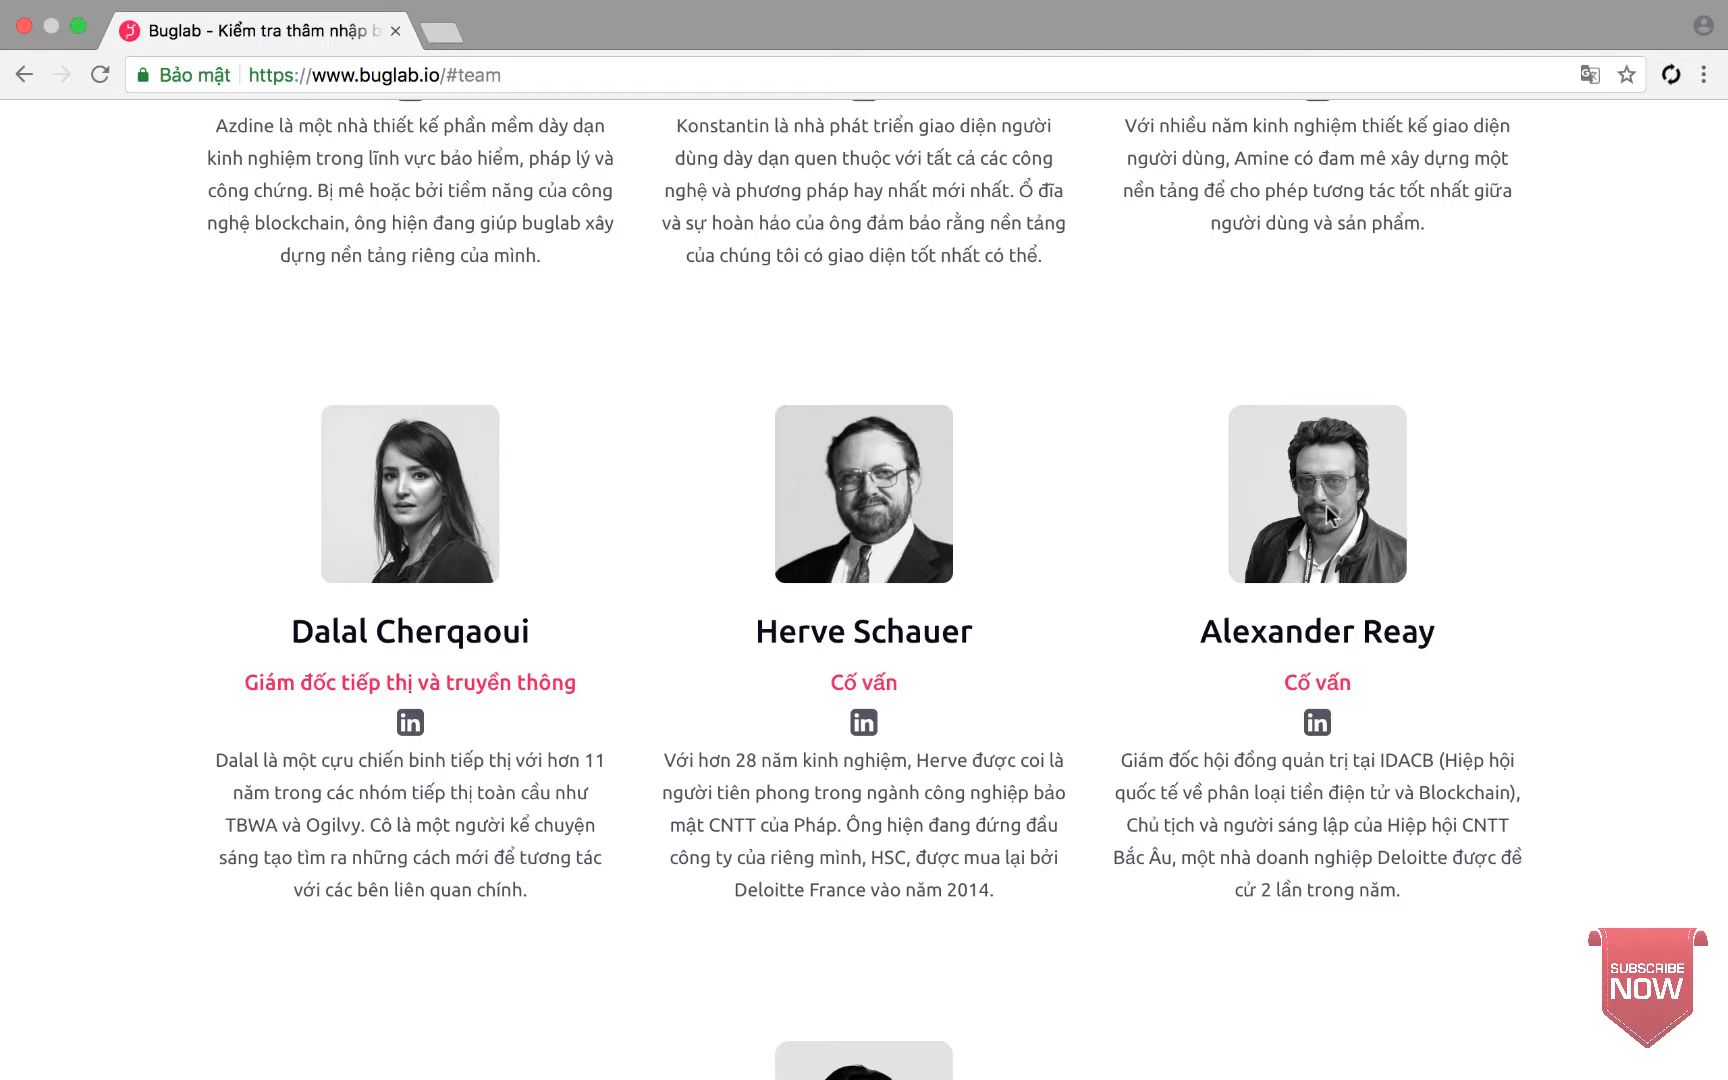 Buglab - Kiểm tra thâm nhập b
Bảo mật https://www.buglab.io/#team
Azdine là một nhà thiết kế phần mềm dày dạn
kinh nghiệm trong lĩnh vực bảo hiểm, pháp lý và
công chứng. Bị mê hoặc bởi tiềm năng của công
nghệ blockchain, ông hiện đang giúp buglab xây
dựng nền tảng riêng của mình.
Konstantin là nhà phát triển giao diện người
dùng dày dạn quen thuộc với tất cả các công
nghệ và phương pháp hay nhất mới nhất. Ổ đĩa
và sự hoàn hảo của ông đảm bảo rằng nền tảng
của chúng tôi có giao diện tốt nhất có thể.
Với nhiều năm kinh nghiệm thiết kế giao diện
người dùng, Amine có đam mê xây dựng một
nền tảng để cho phép tương tác tốt nhất giữa
người dùng và sản phẩm.
Dalal Cherqaoui
Giám đốc tiếp thị và truyền thông
in
Dalal là một cựu chiến binh tiếp thị với hơn 11
năm trong các nhóm tiếp thị toàn cầu như
TBWA và Ogilvy. Cô là một người kể chuyện
sáng tạo tìm ra những cách mới để tương tác
với các bên liên quan chính.
Herve Schauer
Cố vấn
in
Với hơn 28 năm kinh nghiệm, Herve được coi là
người tiên phong trong ngành công nghiệp bảo
mật CNTT của Pháp. Ông hiện đang đứng đầu
công ty của riêng mình, HSC, được mua lại bởi
Deloitte France vào năm 2014.
Alexander Reay
Cố vấn
in
Giám đốc hội đồng quản trị tại IDACB (Hiệp hội
quốc tế về phân loại tiền điện tử và Blockchain),
Chủ tịch và người sáng lập của Hiệp hội CNTT
Bắc Âu, một nhà doanh nghiệp Deloitte được đề
cử 2 lần trong năm.
SUBSCRIBE
NOW